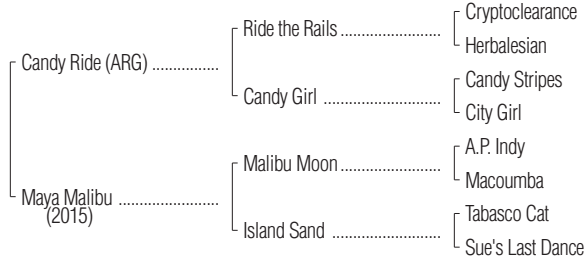 Cryptoclearance
Ride the Rails ......................
Herbalesian
Candy Ride (ARG) ...............
Candy Stripes
Candy Girl ..........................
City Girl
A.P. Indy
Malibu Moon ......................
Macoumba
Maya Malibu ......................
(2015)
Tabasco Cat
Island Sand ........................
Sue's Last Dance